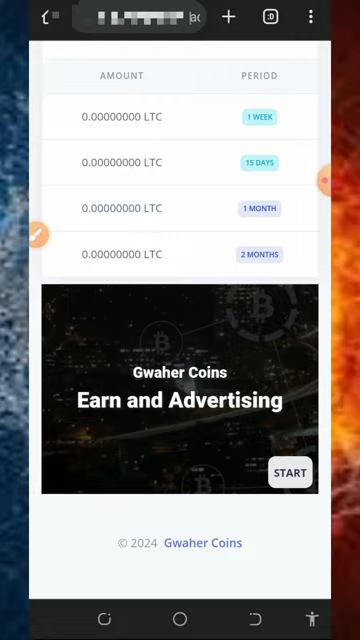 :D
AMOUNT PERIOD
0.00000000 LTC 1 WEEK
0.00000000 LTC 15 DAYS
0.00000000 LTC 1 MONTH
0.00000000 LTC 2 MONTHS
Gwaher Coins
Earn and Advertising
START
© 2024 Gwaher Coins